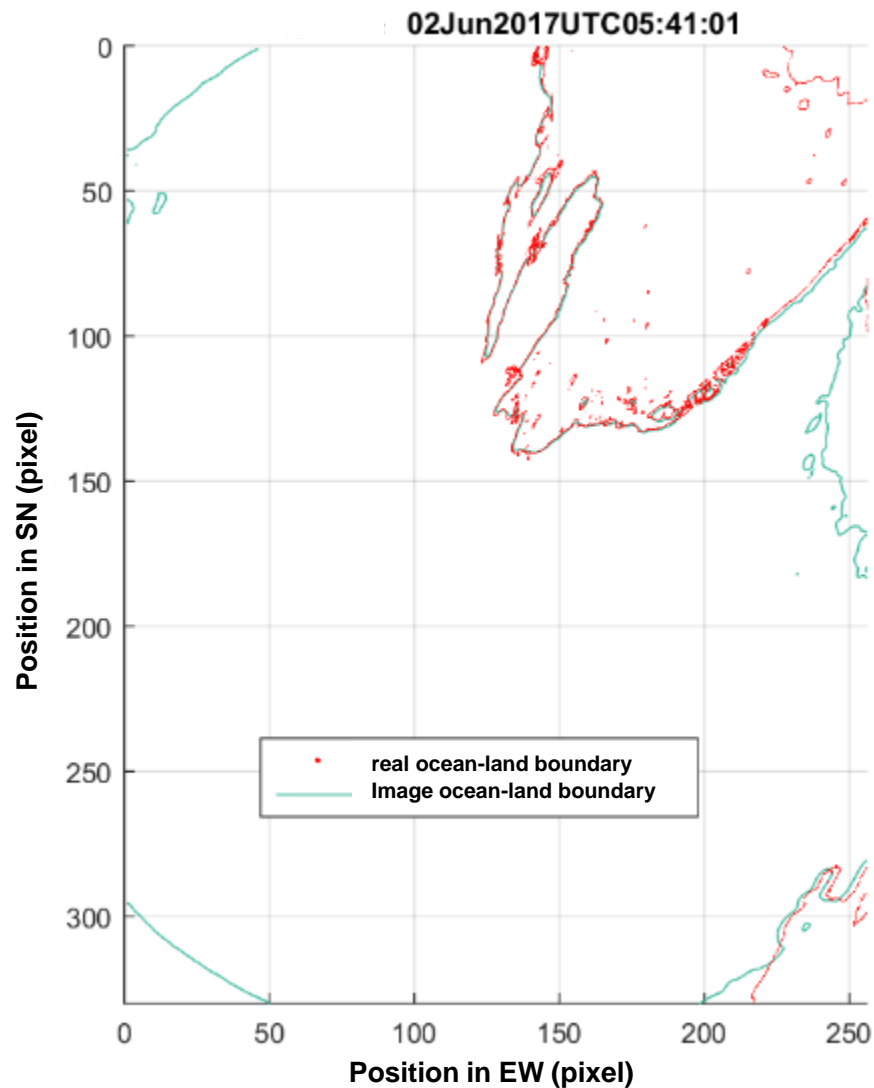 02Jun2017UTC05:41:01
0
50
100
150
200
250
300
Position in SN (pixel)
real ocean-land boundary
Image ocean-land boundary
0
50
100
150
200
250
Position in EW (pixel)